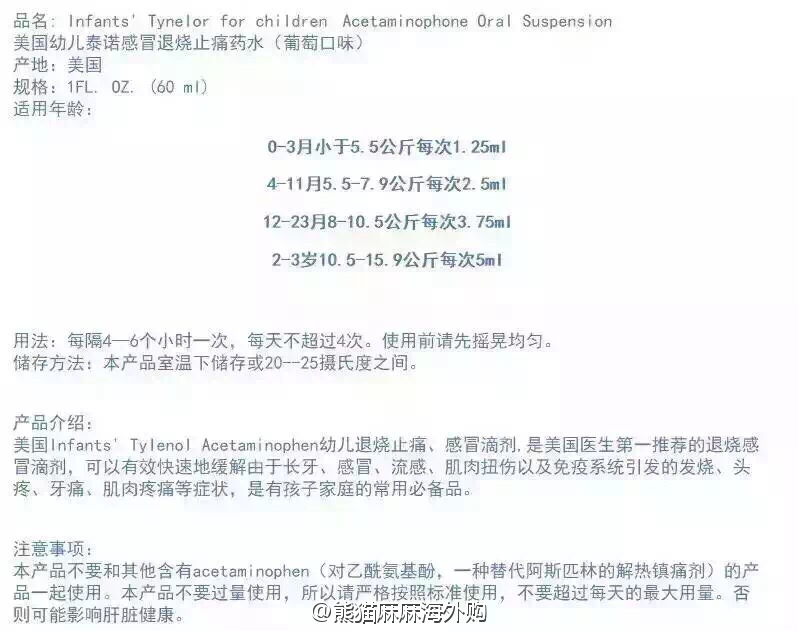 品名: Infants' Tynelor for children Acetaminophone Oral Suspension
美国幼儿泰诺感冒退烧止痛药水（葡萄口味）
产地：美国
规格：1FL. OZ. (60 ml)
适用年龄：
0-3月小于5.5公斤每次1.25ml
4-11月5.5-7.9公斤每次2.5ml
12-23月8-10.5公斤每次3.75ml
2-3岁10.5-15.9公斤每次5ml
用法：每隔4—6个小时一次，每天不超过4次。使用前请先摇晃均匀。
储存方法：本产品室温下储存或20--25摄氏度之间。
产品介绍：
美国Infants' Tylenol Acetaminophen幼儿退烧止痛、感冒滴剂.是美国医生第一推荐的退烧感
冒滴剂，可以有效快速地缓解由于长牙、感冒、流感、肌肉扭伤以及免疫系统引发的发烧、头
疼、牙痛、肌肉疼痛等症状，是有孩子家庭的常用必备品。
注意事项：
本产品不要和其他含有acetaminophen（对乙酰氨基酚，一种替代阿斯匹林的解热镇痛剂）的产
品一起使用。本产品不要过量使用，所以请严格按照标准使用，不要超过每天的最大用量。否
则可能影响肝脏健康。
@熊猫麻麻海外购